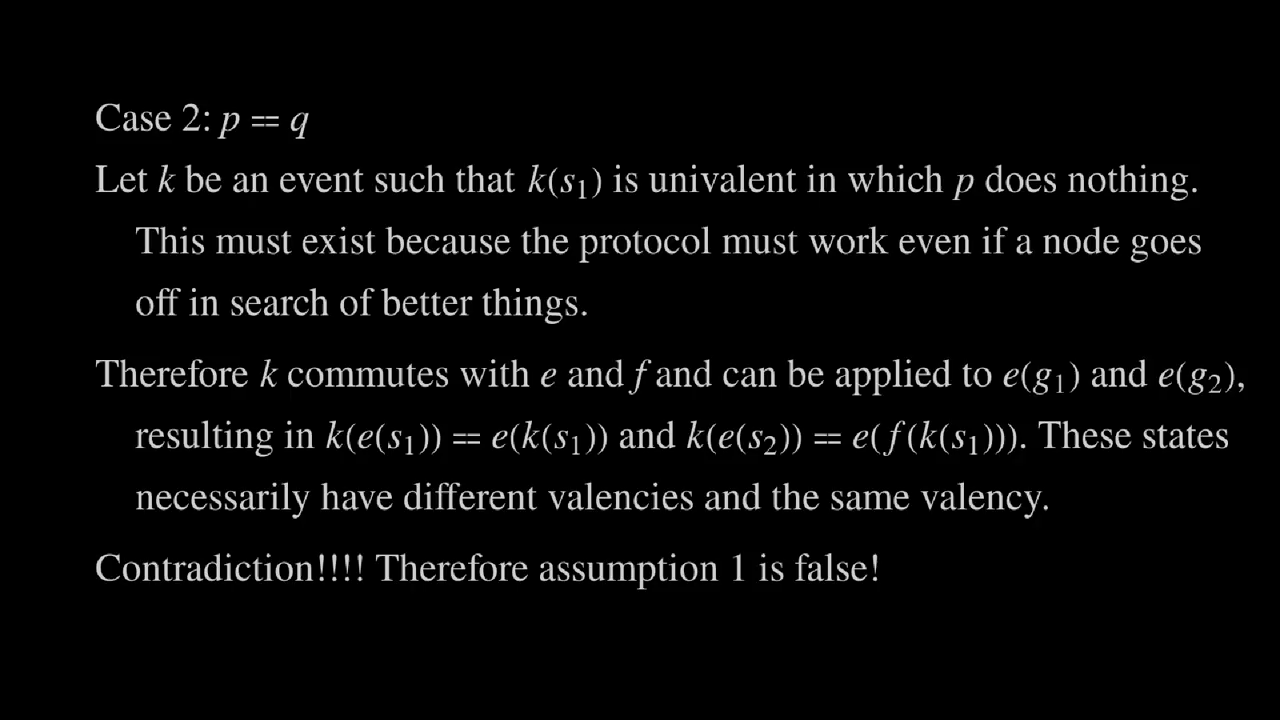 Case 2: p == q
Let k be an event such that k(s₁) is univalent in which p does nothing.
This must exist because the protocol must work even if a node goes
off in search of better things.
Therefore k commutes with e and f and can be applied to e(g₁) and e(g₂),
resulting in k(e(s₁)) == e(k(s₁)) and k(e(s₂)) == e(f(k(s₁))). These states
necessarily have different valencies and the same valency.
Contradiction!!!! Therefore assumption 1 is false!